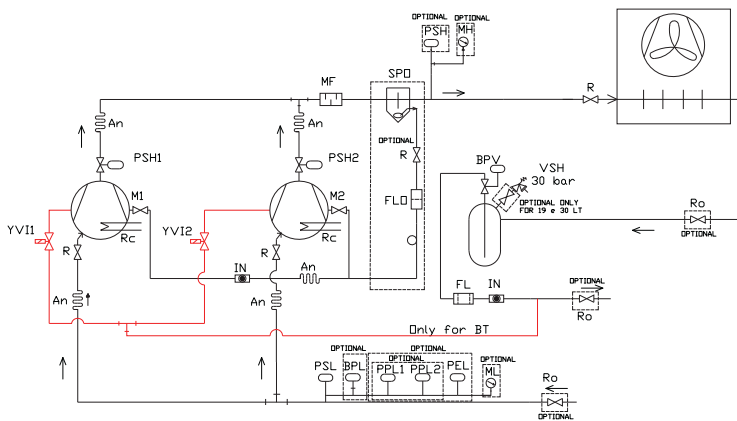 OPTIONAL
OPTIONAL
PSH
MH
SPO
MF
R
An
An
OPTIONAL
PSH1
PSH2
R
BPV
VSH
30 bar
OPTIONAL ONLY
FOR 19 e 30 LT
M1
M2
FLO
Ro
OPTIONAL
YVI1
YVI2
Rc
Rc
R
R
IN
An
An
An
FL
IN
OPTIONAL
Ro
Only for BT
OPTIONAL
OPTIONAL
OPTIONAL
OPTIONAL
PSL
BPL
PPL1
PPL2
PEL
ML
Ro
OPTIONAL